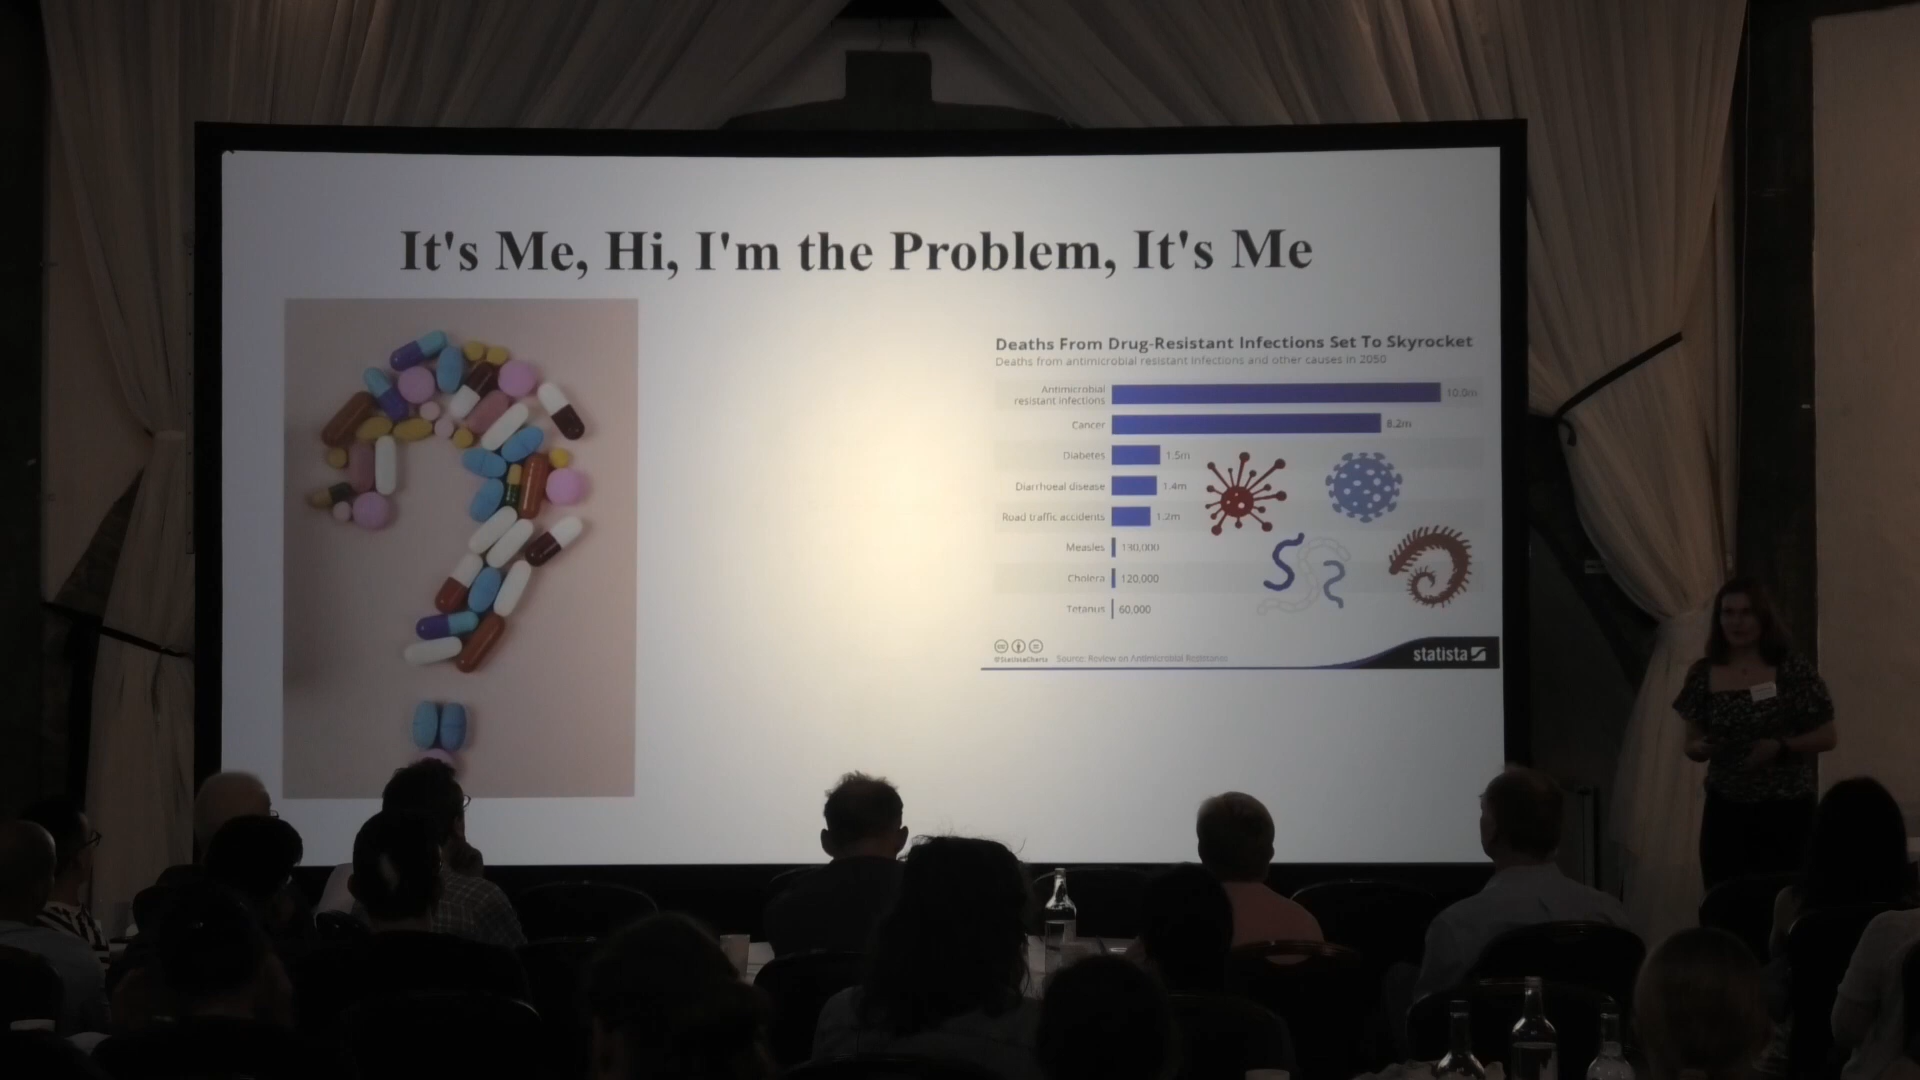 It's Me, Hi, I'm the Problem, It's Me
Deaths From Drug-Resistant Infections Set To Skyrocket
Deaths from antimicrobial resistant infections and other causes in 2050
Antimicrobial
resistant infections 10.0m
Cancer 8.2m
Diabetes 1.5m
Diarrhoeal disease 1.4m
Road traffic accidents 1.2m
Measles 130,000
Cholera 120,000
Tetanus 60,000
@StatistaCharts Source: Review on Antimicrobial Resistance
statista